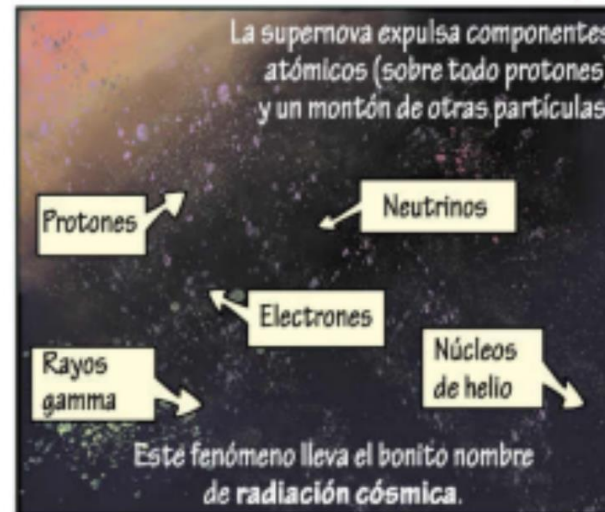 La supernova expulsa componentes
atómicos (sobre todo protones)
y un montón de otras partículas
Protones
Neutrinos
Electrones
Rayos
gamma
Núcleos
de helio
Este fenómeno lleva el bonito nombre
de radiación cósmica.